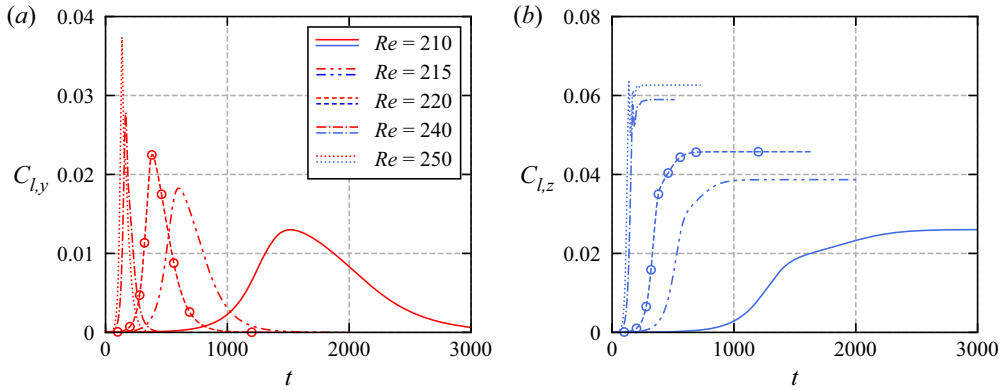 (a)
0.04
0.03
0.02
0.01
0
C_{l,y}
0
1000
2000
3000
t
Re = 210
Re = 215
Re = 220
Re = 240
Re = 250
(b)
0.08
0.06
0.04
0.02
0
C_{l,z}
0
1000
2000
3000
t